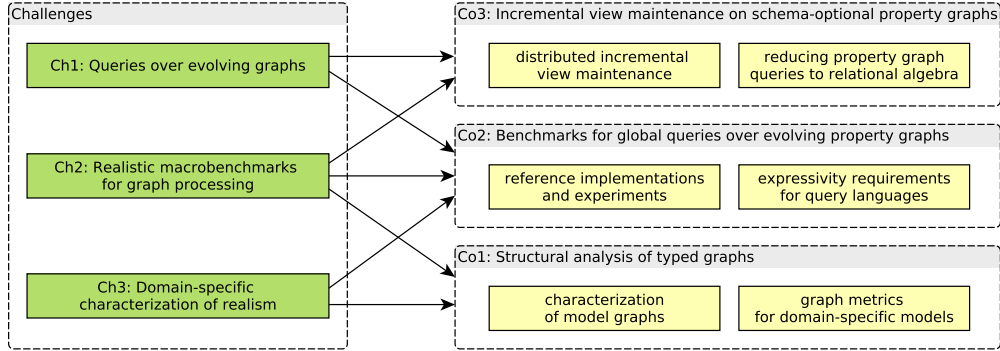 Challenges
Ch1: Queries over evolving graphs
Ch2: Realistic macrobenchmarks
for graph processing
Ch3: Domain-specific
characterization of realism
Co3: Incremental view maintenance on schema-optional property graphs
distributed incremental
view maintenance
reducing property graph
queries to relational algebra
Co2: Benchmarks for global queries over evolving property graphs
reference implementations
and experiments
expressivity requirements
for query languages
Co1: Structural analysis of typed graphs
characterization
of model graphs
graph metrics
for domain-specific models